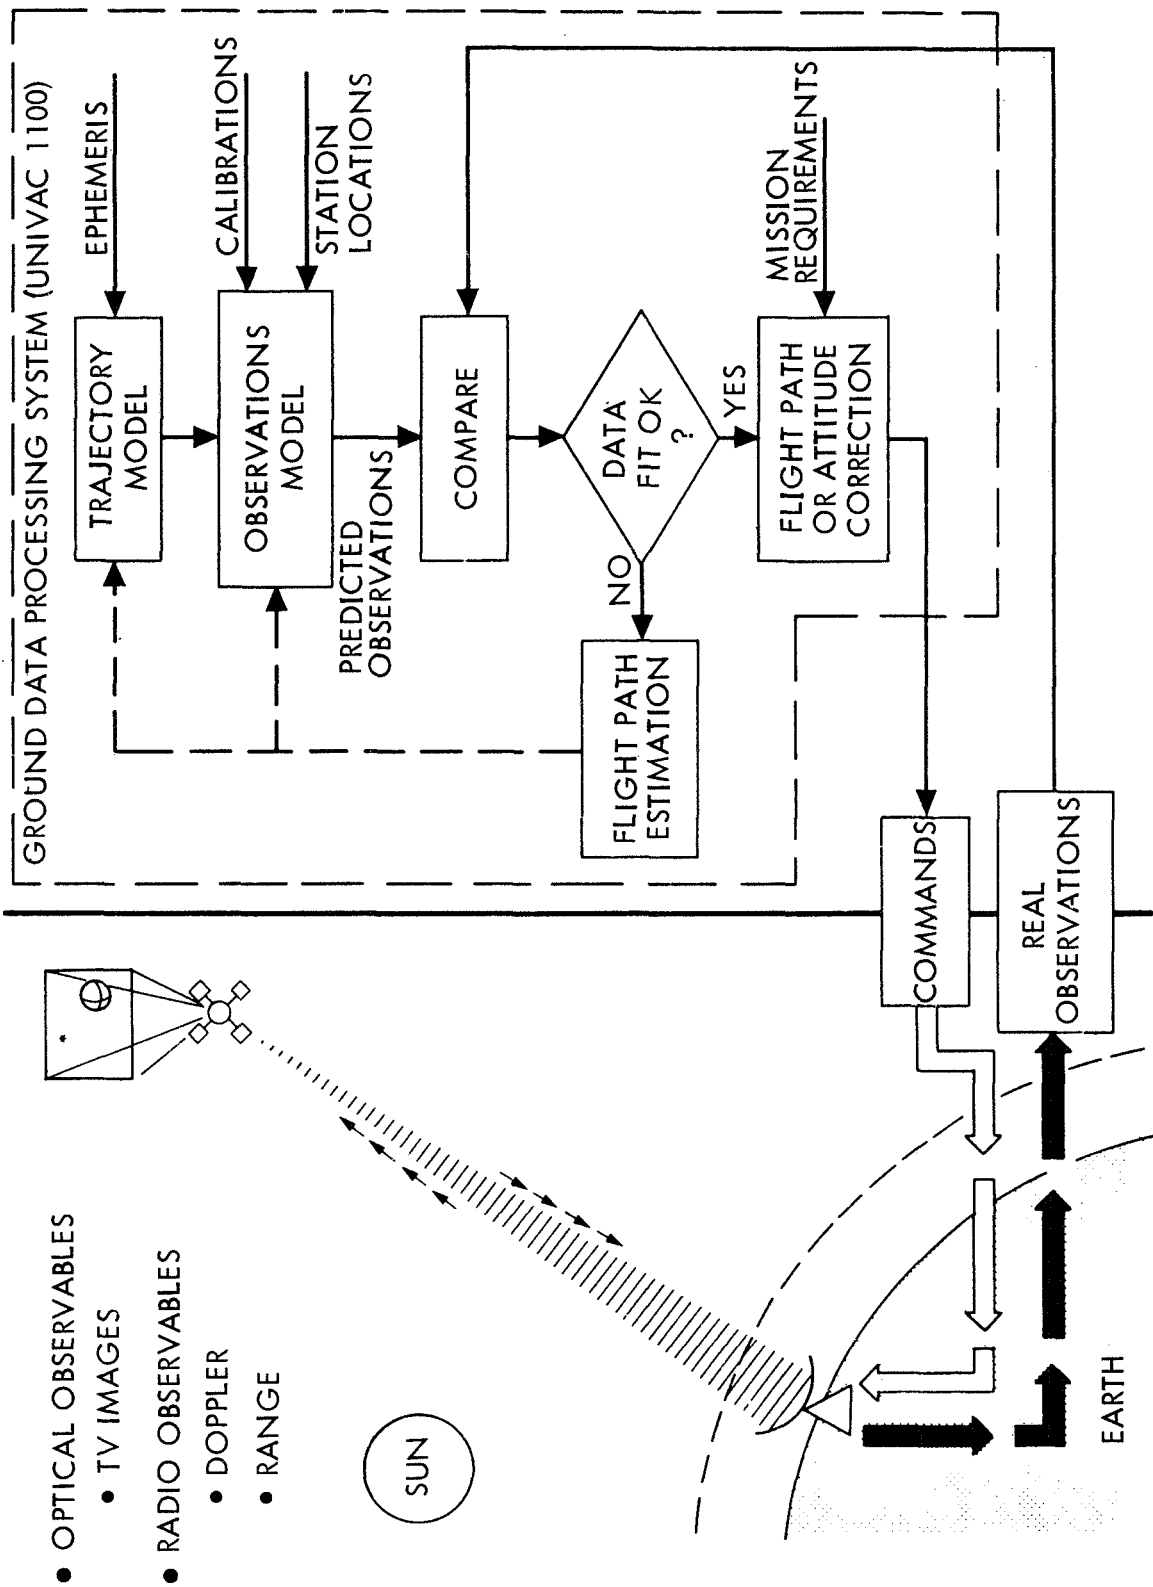 • OPTICAL OBSERVABLES
• TV IMAGES
• RADIO OBSERVABLES
• DOPPLER
• RANGE
SUN
EARTH
GROUND DATA PROCESSING SYSTEM (UNIVAC 1100)
EPHEMERIS
TRAJECTORY
MODEL
CALIBRATIONS
STATION
LOCATIONS
OBSERVATIONS
MODEL
PREDICTED
OBSERVATIONS
COMPARE
DATA
FIT OK
?
NO
YES
FLIGHT PATH
ESTIMATION
MISSION
REQUIREMENTS
FLIGHT PATH
OR ATTITUDE
CORRECTION
COMMANDS
REAL
OBSERVATIONS